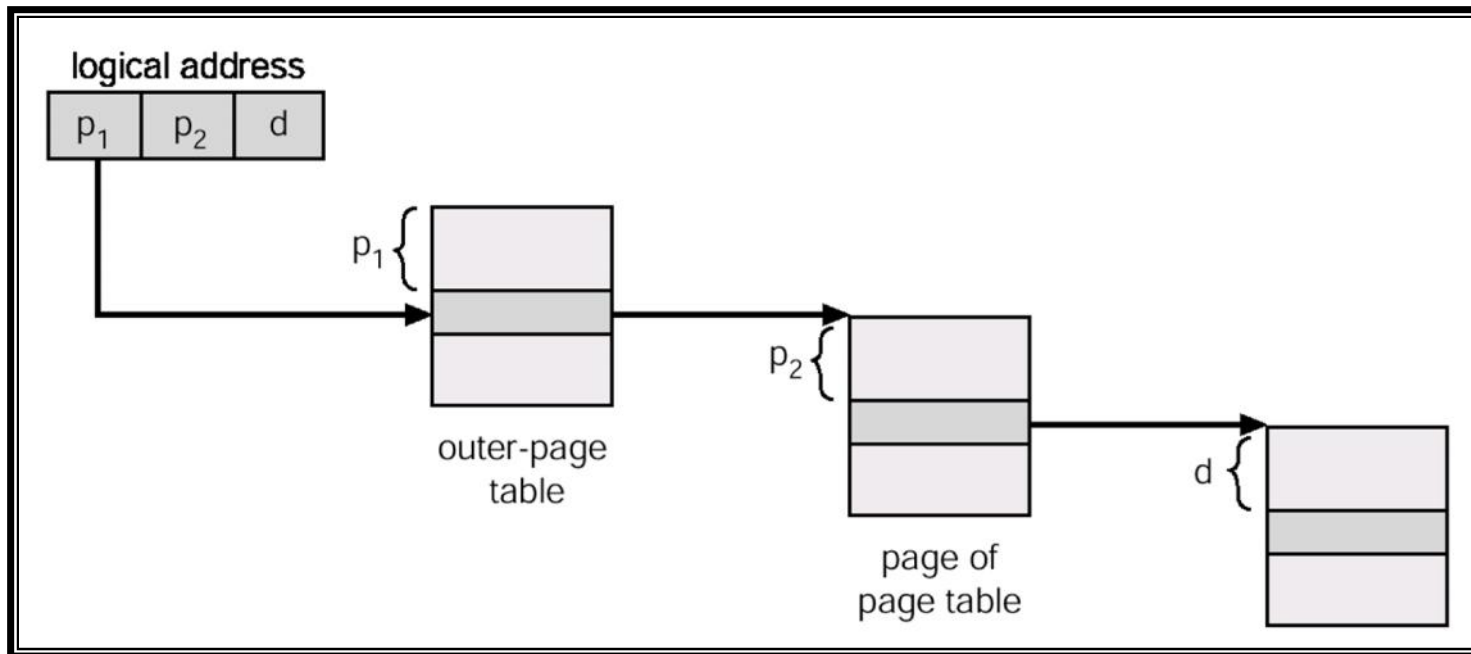 logical address
p₁ p₂ d
p₁
outer-page
table
p₂
page of
page table
d